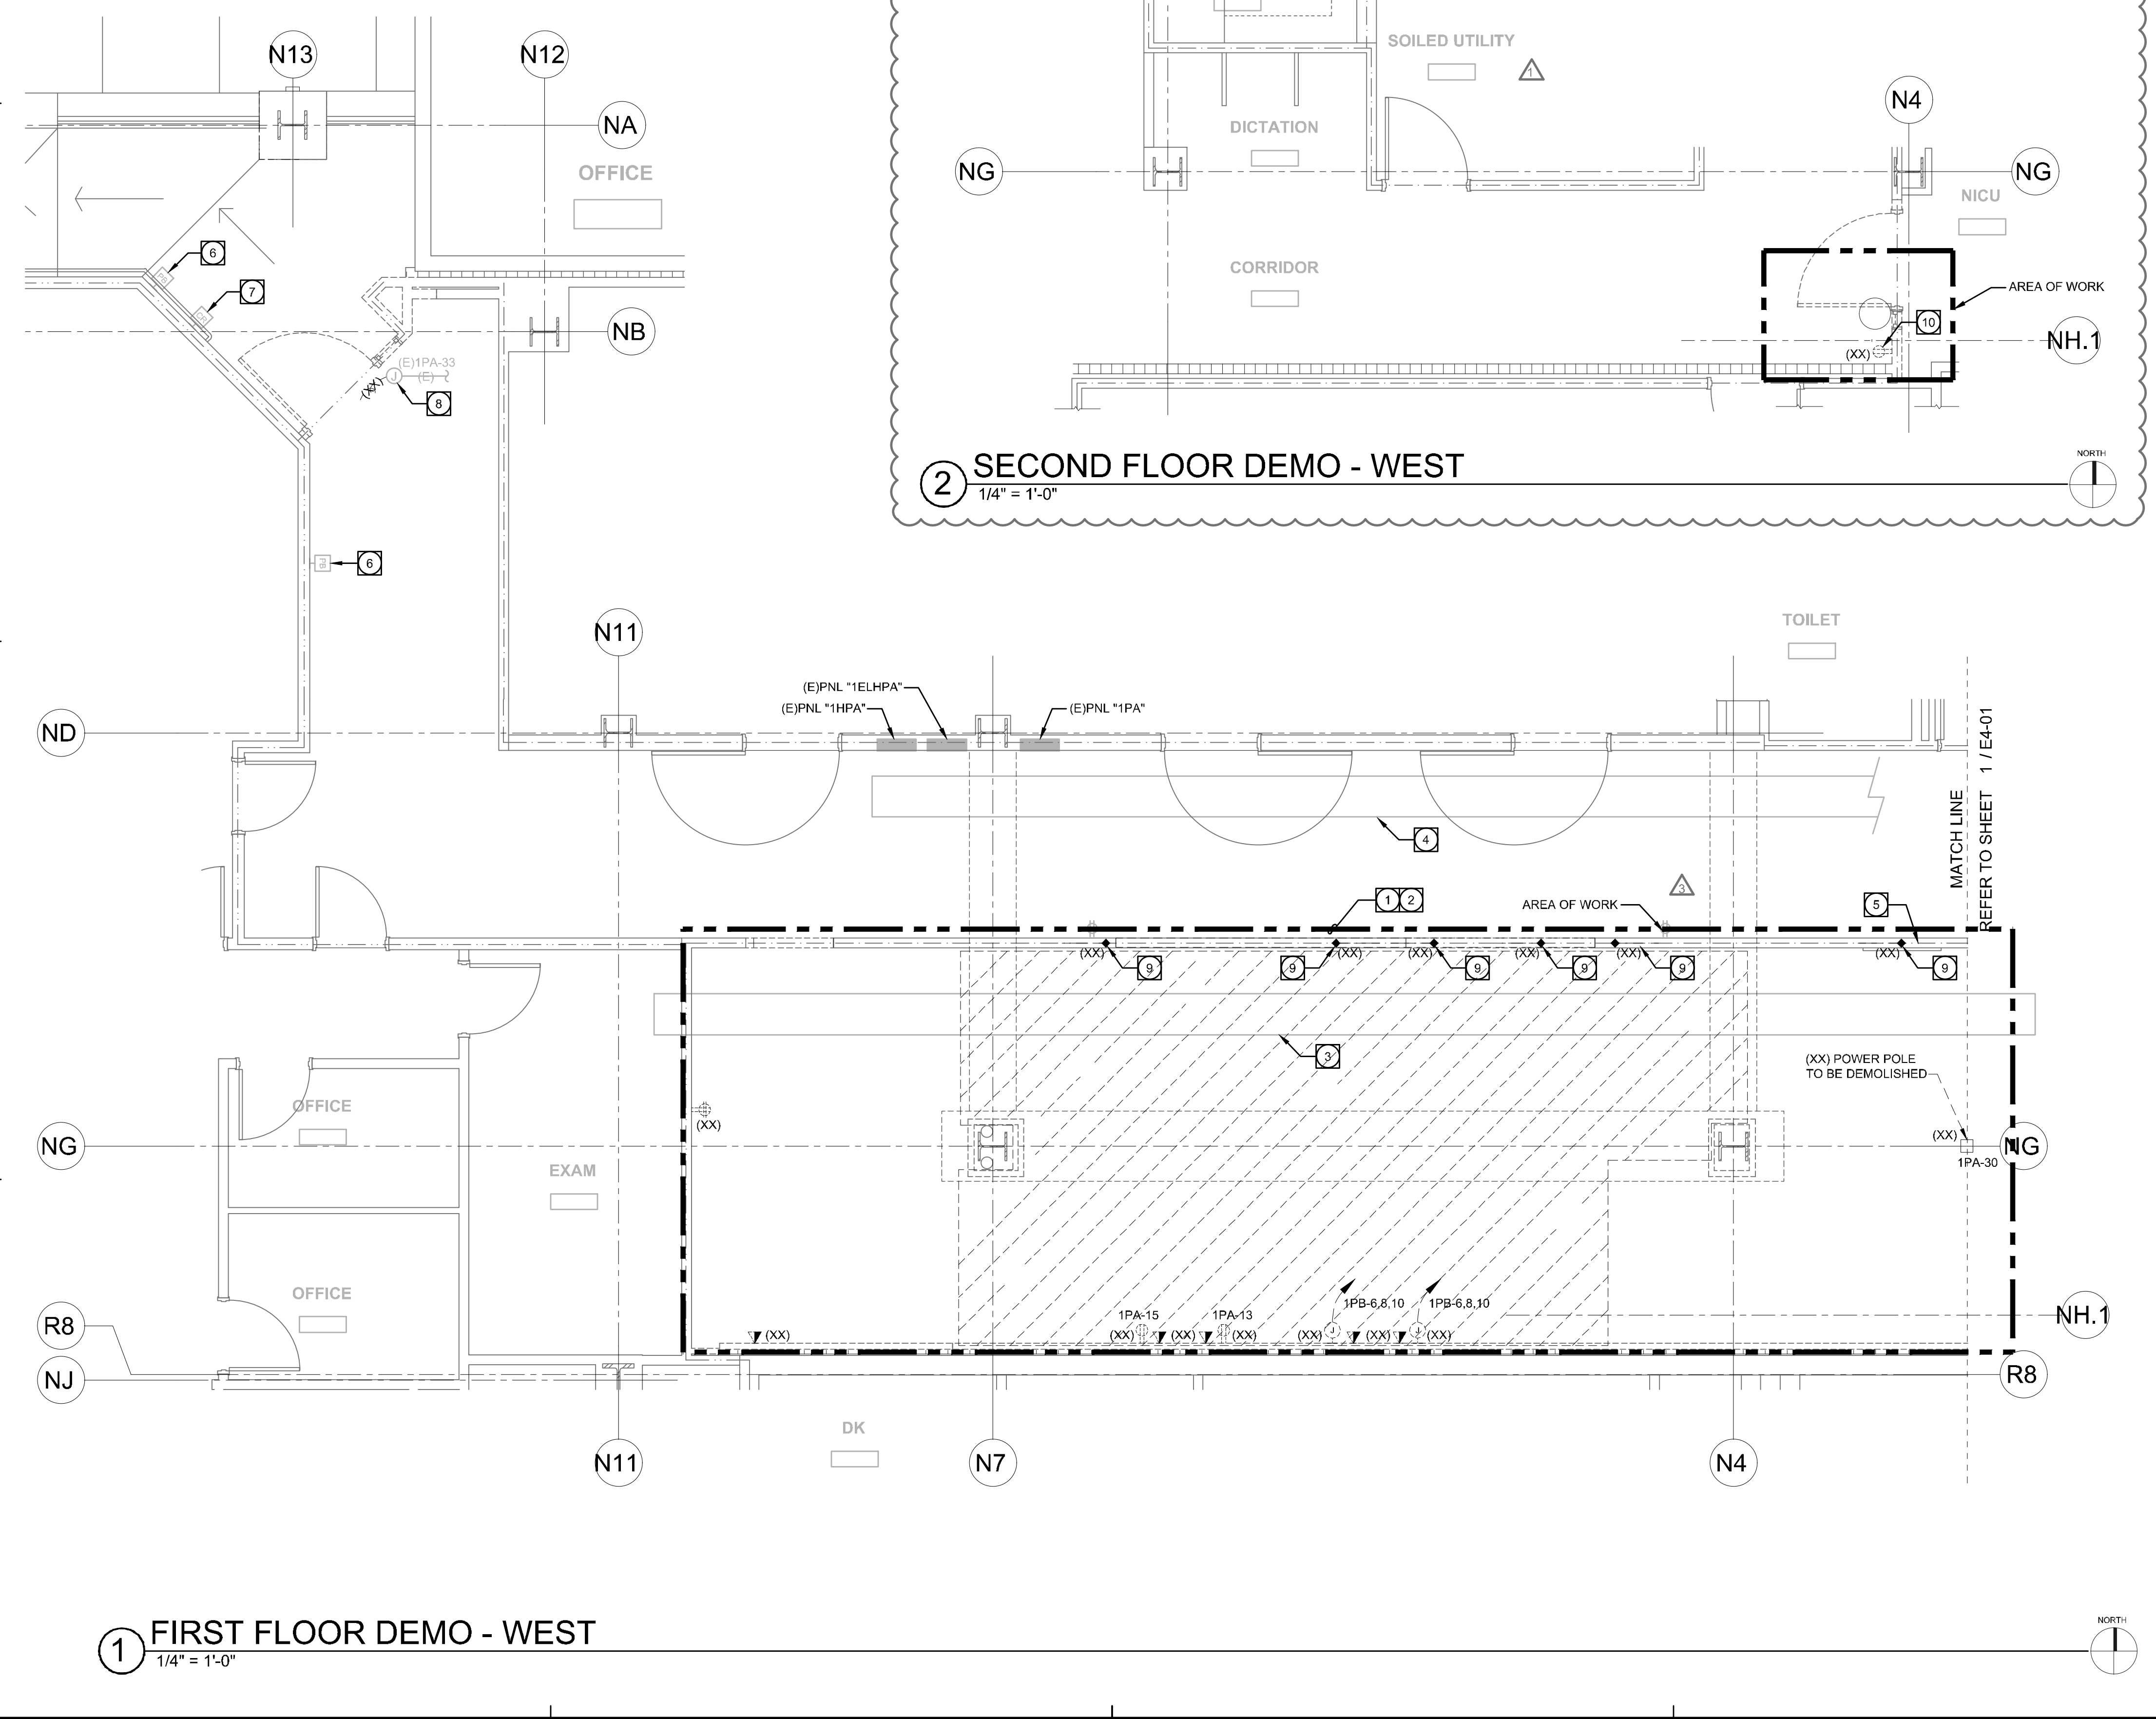 N13
N12
NA
OFFICE
6
7
NB
(E)1PA-33
(E)
(XX)
J
8
PB
6
SOILED UTILITY
1
DICTATION
N4
NG
NG
NICU
CORRIDOR
AREA OF WORK
10
(XX)
NH.1
2
SECOND FLOOR DEMO - WEST
1/4" = 1'-0"
NORTH
N11
TOILET
(E)PNL "1ELHPA"
(E)PNL "1HPA"
(E)PNL "1PA"
ND
MATCH LINE
REFER TO SHEET 1 / E4-01
4
3
1 2
AREA OF WORK
5
(XX)
9
9
(XX)
(XX)
9
(XX)
9
(XX)
9
(XX)
9
3
(XX) POWER POLE
TO BE DEMOLISHED
OFFICE
(XX)
(XX)
NG
NG
1PA-30
EXAM
OFFICE
1PB-6,8,10
1PB-6,8,10
1PA-15
1PA-13
NH.1
R8
(XX)
(XX)
(XX)
(XX)
(XX)
J
(XX)
J
(XX)
NJ
R8
DK
N11
N7
N4
1
FIRST FLOOR DEMO - WEST
1/4" = 1'-0"
NORTH